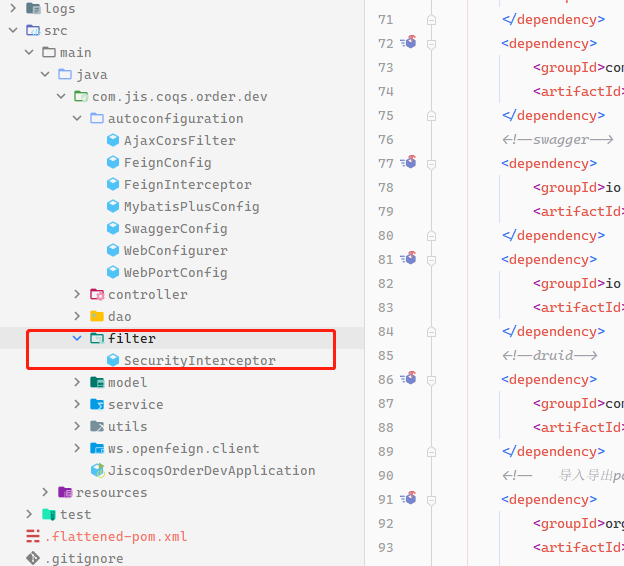 logs
src
main
java
com.jis.coqs.order.dev
autoconfiguration
AjaxCorsFilter
FeignConfig
FeignInterceptor
MybatisPlusConfig
SwaggerConfig
WebConfigurer
WebPortConfig
controller
dao
filter
SecurityInterceptor
model
service
utils
ws.openfeign.client
JiscoqsOrderDevApplication
resources
test
.flattened-pom.xml
.gitignore
71 </dependency>
72 <dependency>
73 <groupId>com
74 <artifactId>
75 </dependency>
76 <!--swagger-->
77 <dependency>
78 <groupId>io
79 <artifactId>
80 </dependency>
81 <dependency>
82 <groupId>io
83 <artifactId>
84 </dependency>
85 <!--druid-->
86 <dependency>
87 <groupId>com
88 <artifactId>
89 </dependency>
90 <!-- 导入导出po
91 <dependency>
92 <groupId>org
93 <artifactId>